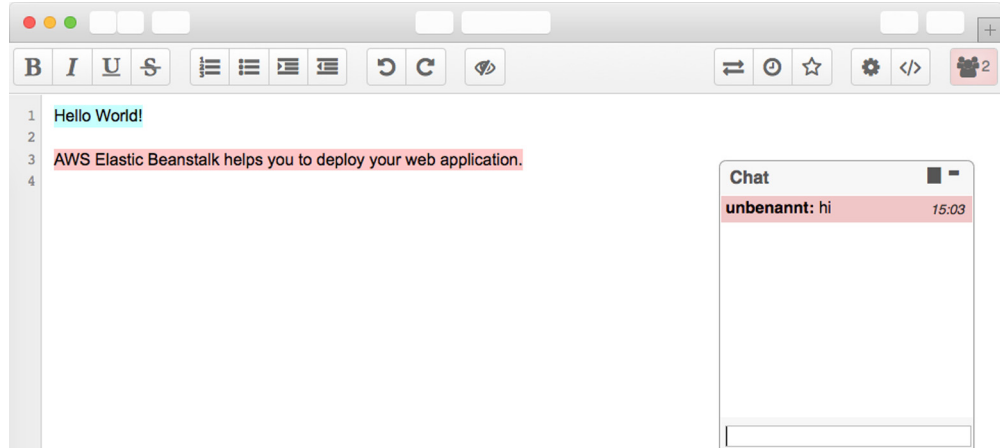 B I U S
2
1 Hello World!
2
3 AWS Elastic Beanstalk helps you to deploy your web application.
4
Chat
unbenannt: hi 15:03